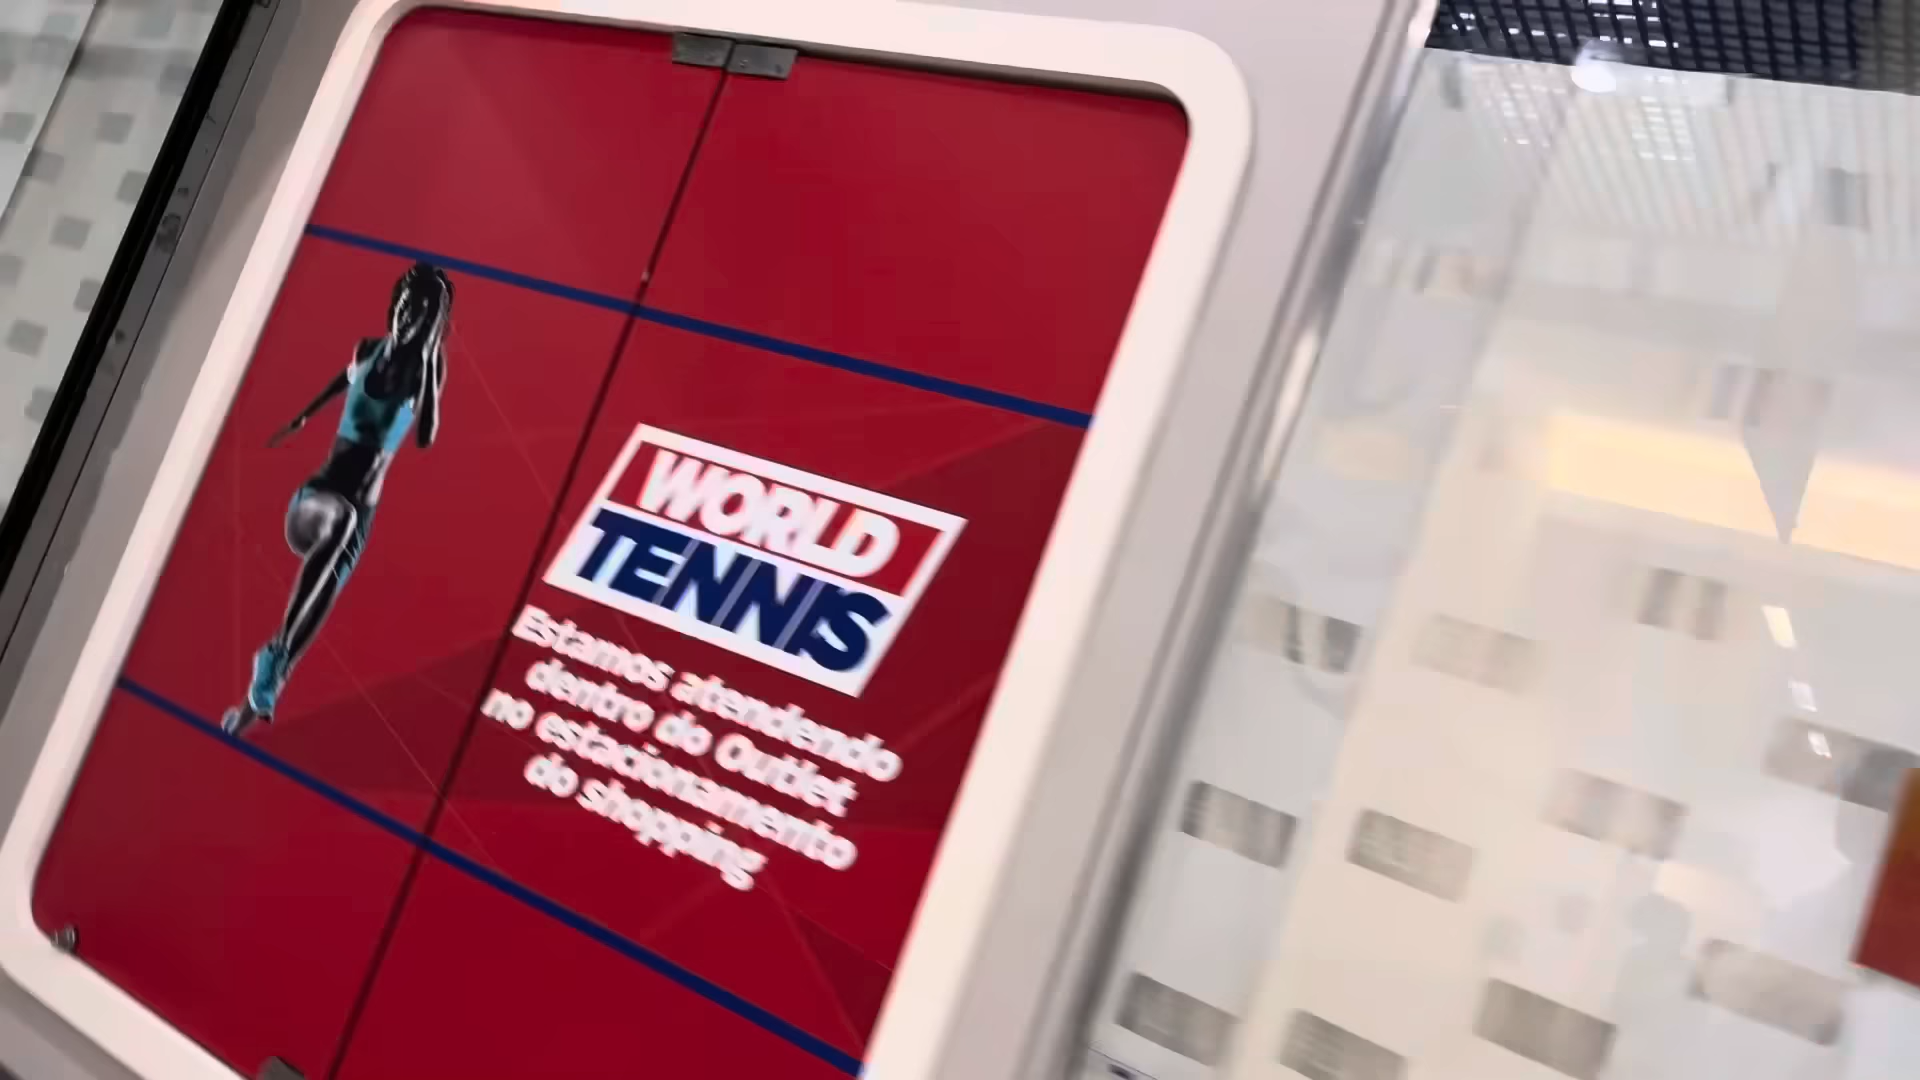 WORLD
TENNIS
Estamos atendendo
dentro do Outlet
no estacionamento
do shopping